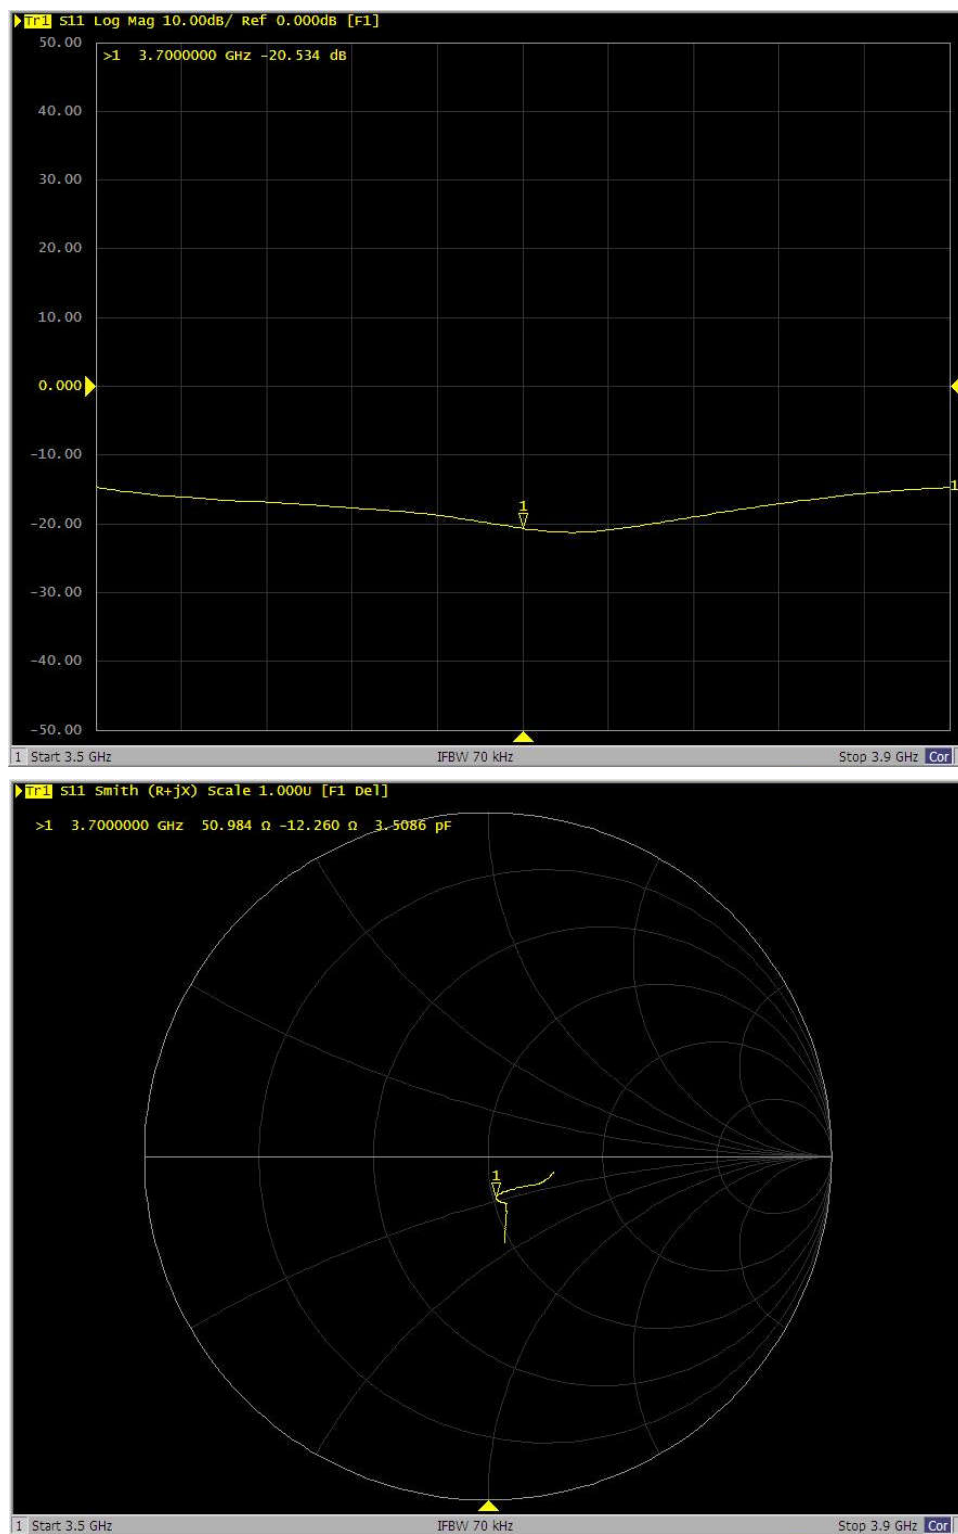 Tr1 S11 Log Mag 10.00dB/ Ref 0.000dB [F1]
50.00
>1 3.7000000 GHz -20.534 dB
40.00
30.00
20.00
10.00
0.000
-10.00
1
1
-20.00
-30.00
-40.00
-50.00
1 Start 3.5 GHz IFBW 70 kHz Stop 3.9 GHz Cor
Tr1 S11 Smith (R+jX) Scale 1.000U [F1 Del]
>1 3.7000000 GHz 50.984 Ω -12.260 Ω 3.5086 pF
1
1 Start 3.5 GHz IFBW 70 kHz Stop 3.9 GHz Cor